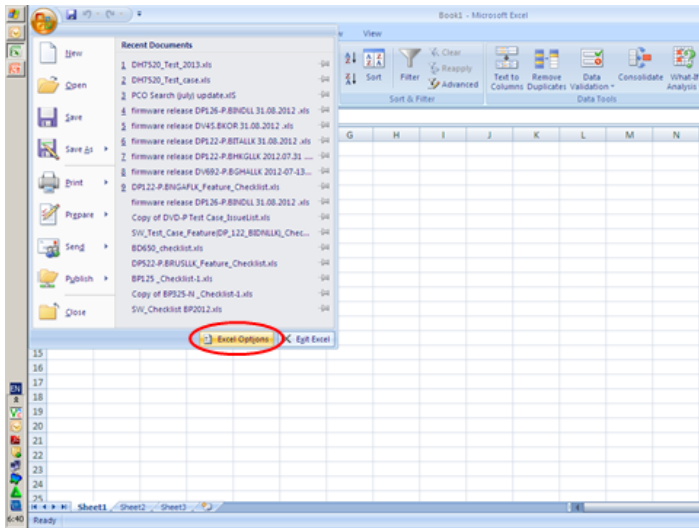 Book1 - Microsoft Excel
View
New
Open
Save
Save As
Print
Prepare
Send
Publish
Close
Recent Documents
1 DHT520_Test_2013.xls
2 DHT520_Test_case.xls
3 PCO Search (july) update.xlS
4 firmware release DP126-P.BINDLL 31.08.2012 .xls
5 firmware release DV45.BKOR 31.08.2012 .xls
6 firmware release DP122-P.BITALLK 31.08.2012 .xls
7 firmware release DP122-P.BHKGLLK 2012.07.31 ....
8 firmware release DV692-P.BGHALLK 2012-07-13...
9 DP122-P.BNGAFLK_Feature_Checklist.xls
firmware release DP126-P.BINDLL 31.08.2012 .xls
Copy of DVD-P Test Case_IssueList.xls
SW_Test_Case_Feature(DP_122_BIDNLLK)_Chec...
BD650_checklist.xls
DP522-P.BRUSLLK_Feature_Checklist.xls
BP125 _Checklist-1.xls
Copy of BP325-N _Checklist-1.xls
SW_Checklist BP2012.xls
Excel Options
Exit Excel
Sort
Filter
Clear
Reapply
Advanced
Sort & Filter
Text to Columns
Remove Duplicates
Data Validation
Consolidate
What-If Analysis
Data Tools
G H I J K L M N
15
16
17
18
19
20
21
22
23
24
25
Sheet1 Sheet2 Sheet3
Ready
EN
6:40